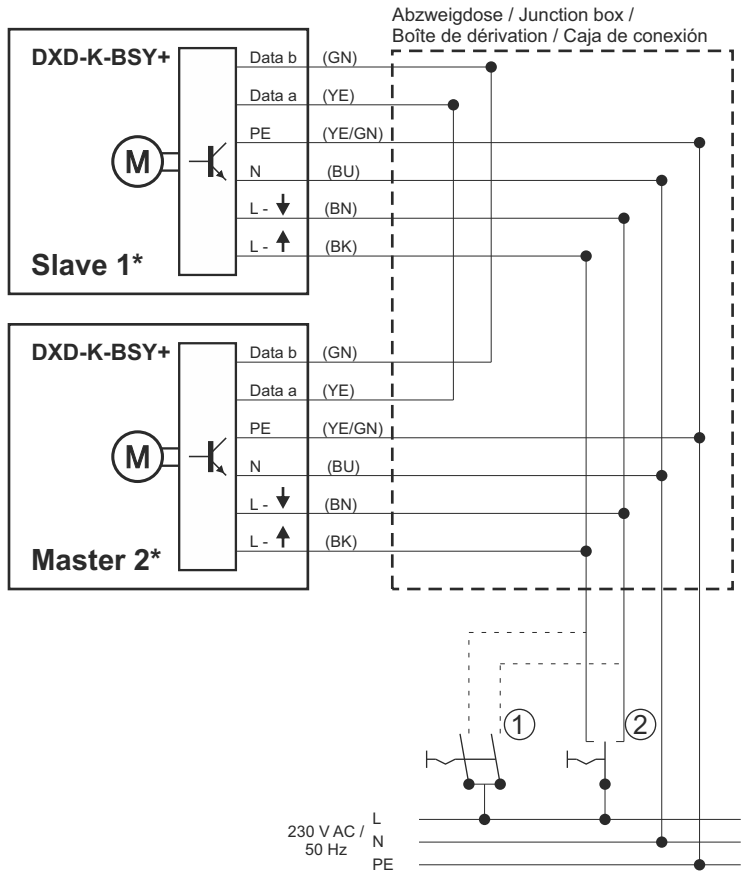 Abzweigdose / Junction box /
Boîte de dérivation / Caja de conexión
DXD-K-BSY+
Data b (GN)
Data a (YE)
PE (YE/GN)
M
N (BU)
L - (BN)
L - (BK)
Slave 1*
DXD-K-BSY+
Data b (GN)
Data a (YE)
PE (YE/GN)
M
N (BU)
L - (BN)
L - (BK)
Master 2*
1
2
L
230 V AC /
50 Hz
N
PE